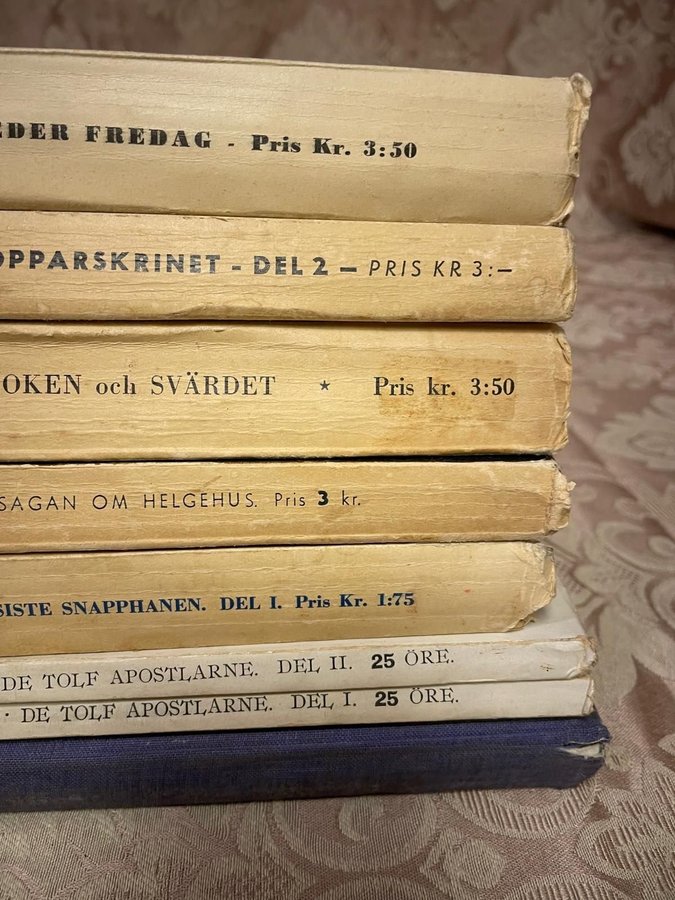 EDER FREDAG - Pris Kr. 3:50
OPPARSKRINET - DEL 2 — PRIS KR 3:—
OKEN och SVÄRDET ★ Pris kr. 3:50
SAGAN OM HELGEHUS. Pris 3 kr.
SISTE SNAPPHANEN. DEL I. Pris Kr. 1:75
DE TOLF APOSTLARNE. DEL II. 25 ÖRE.
· DE TOLF APOSTLARNE. DEL I. 25 ÖRE.